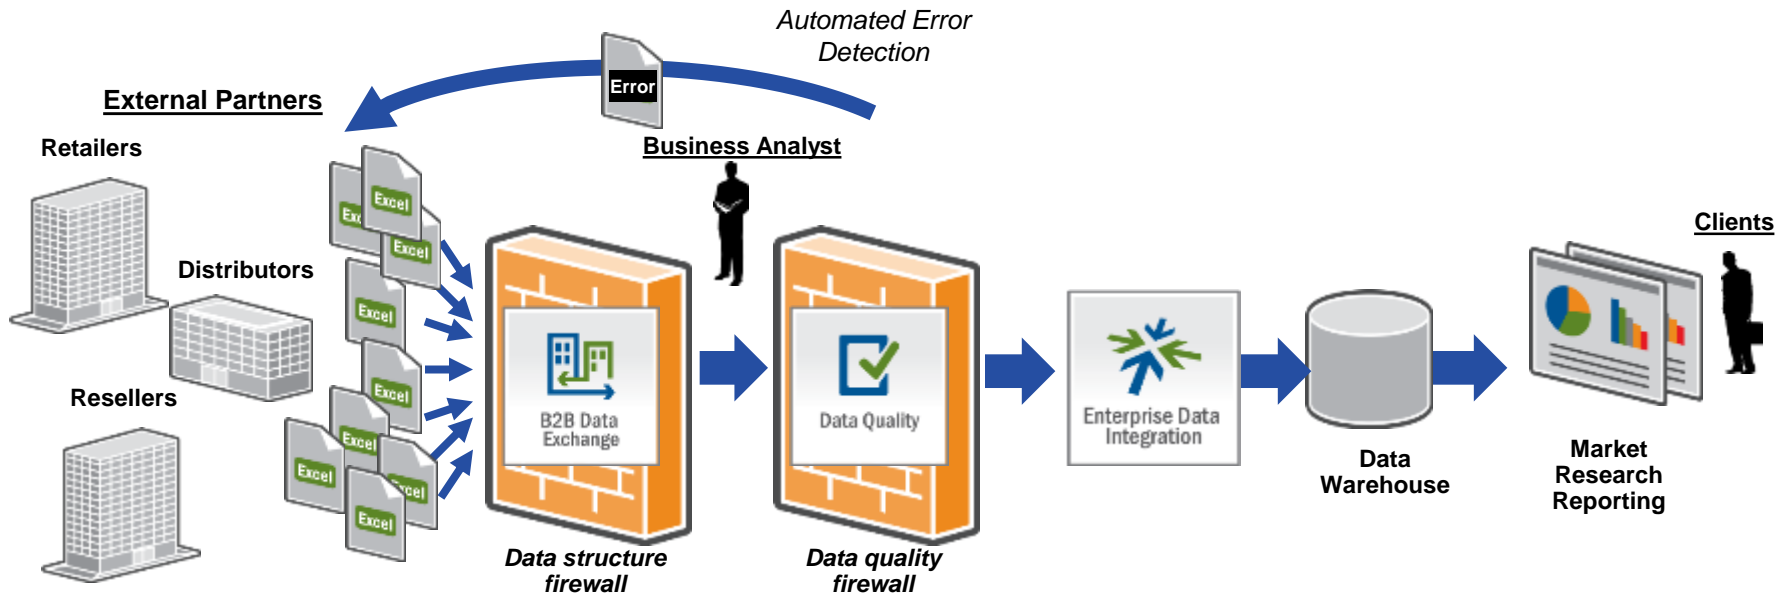 Automated Error
Detection
Error
External Partners
Business Analyst
Retailers
Excel
Exc
Excel
Clients
Distributors
Excel
Excel
Resellers
Excel
Excel
Excel
Excel
B2B Data
Exchange
Data Quality
Enterprise Data
Integration
Data
Warehouse
Market
Research
Reporting
Data structure
firewall
Data quality
firewall